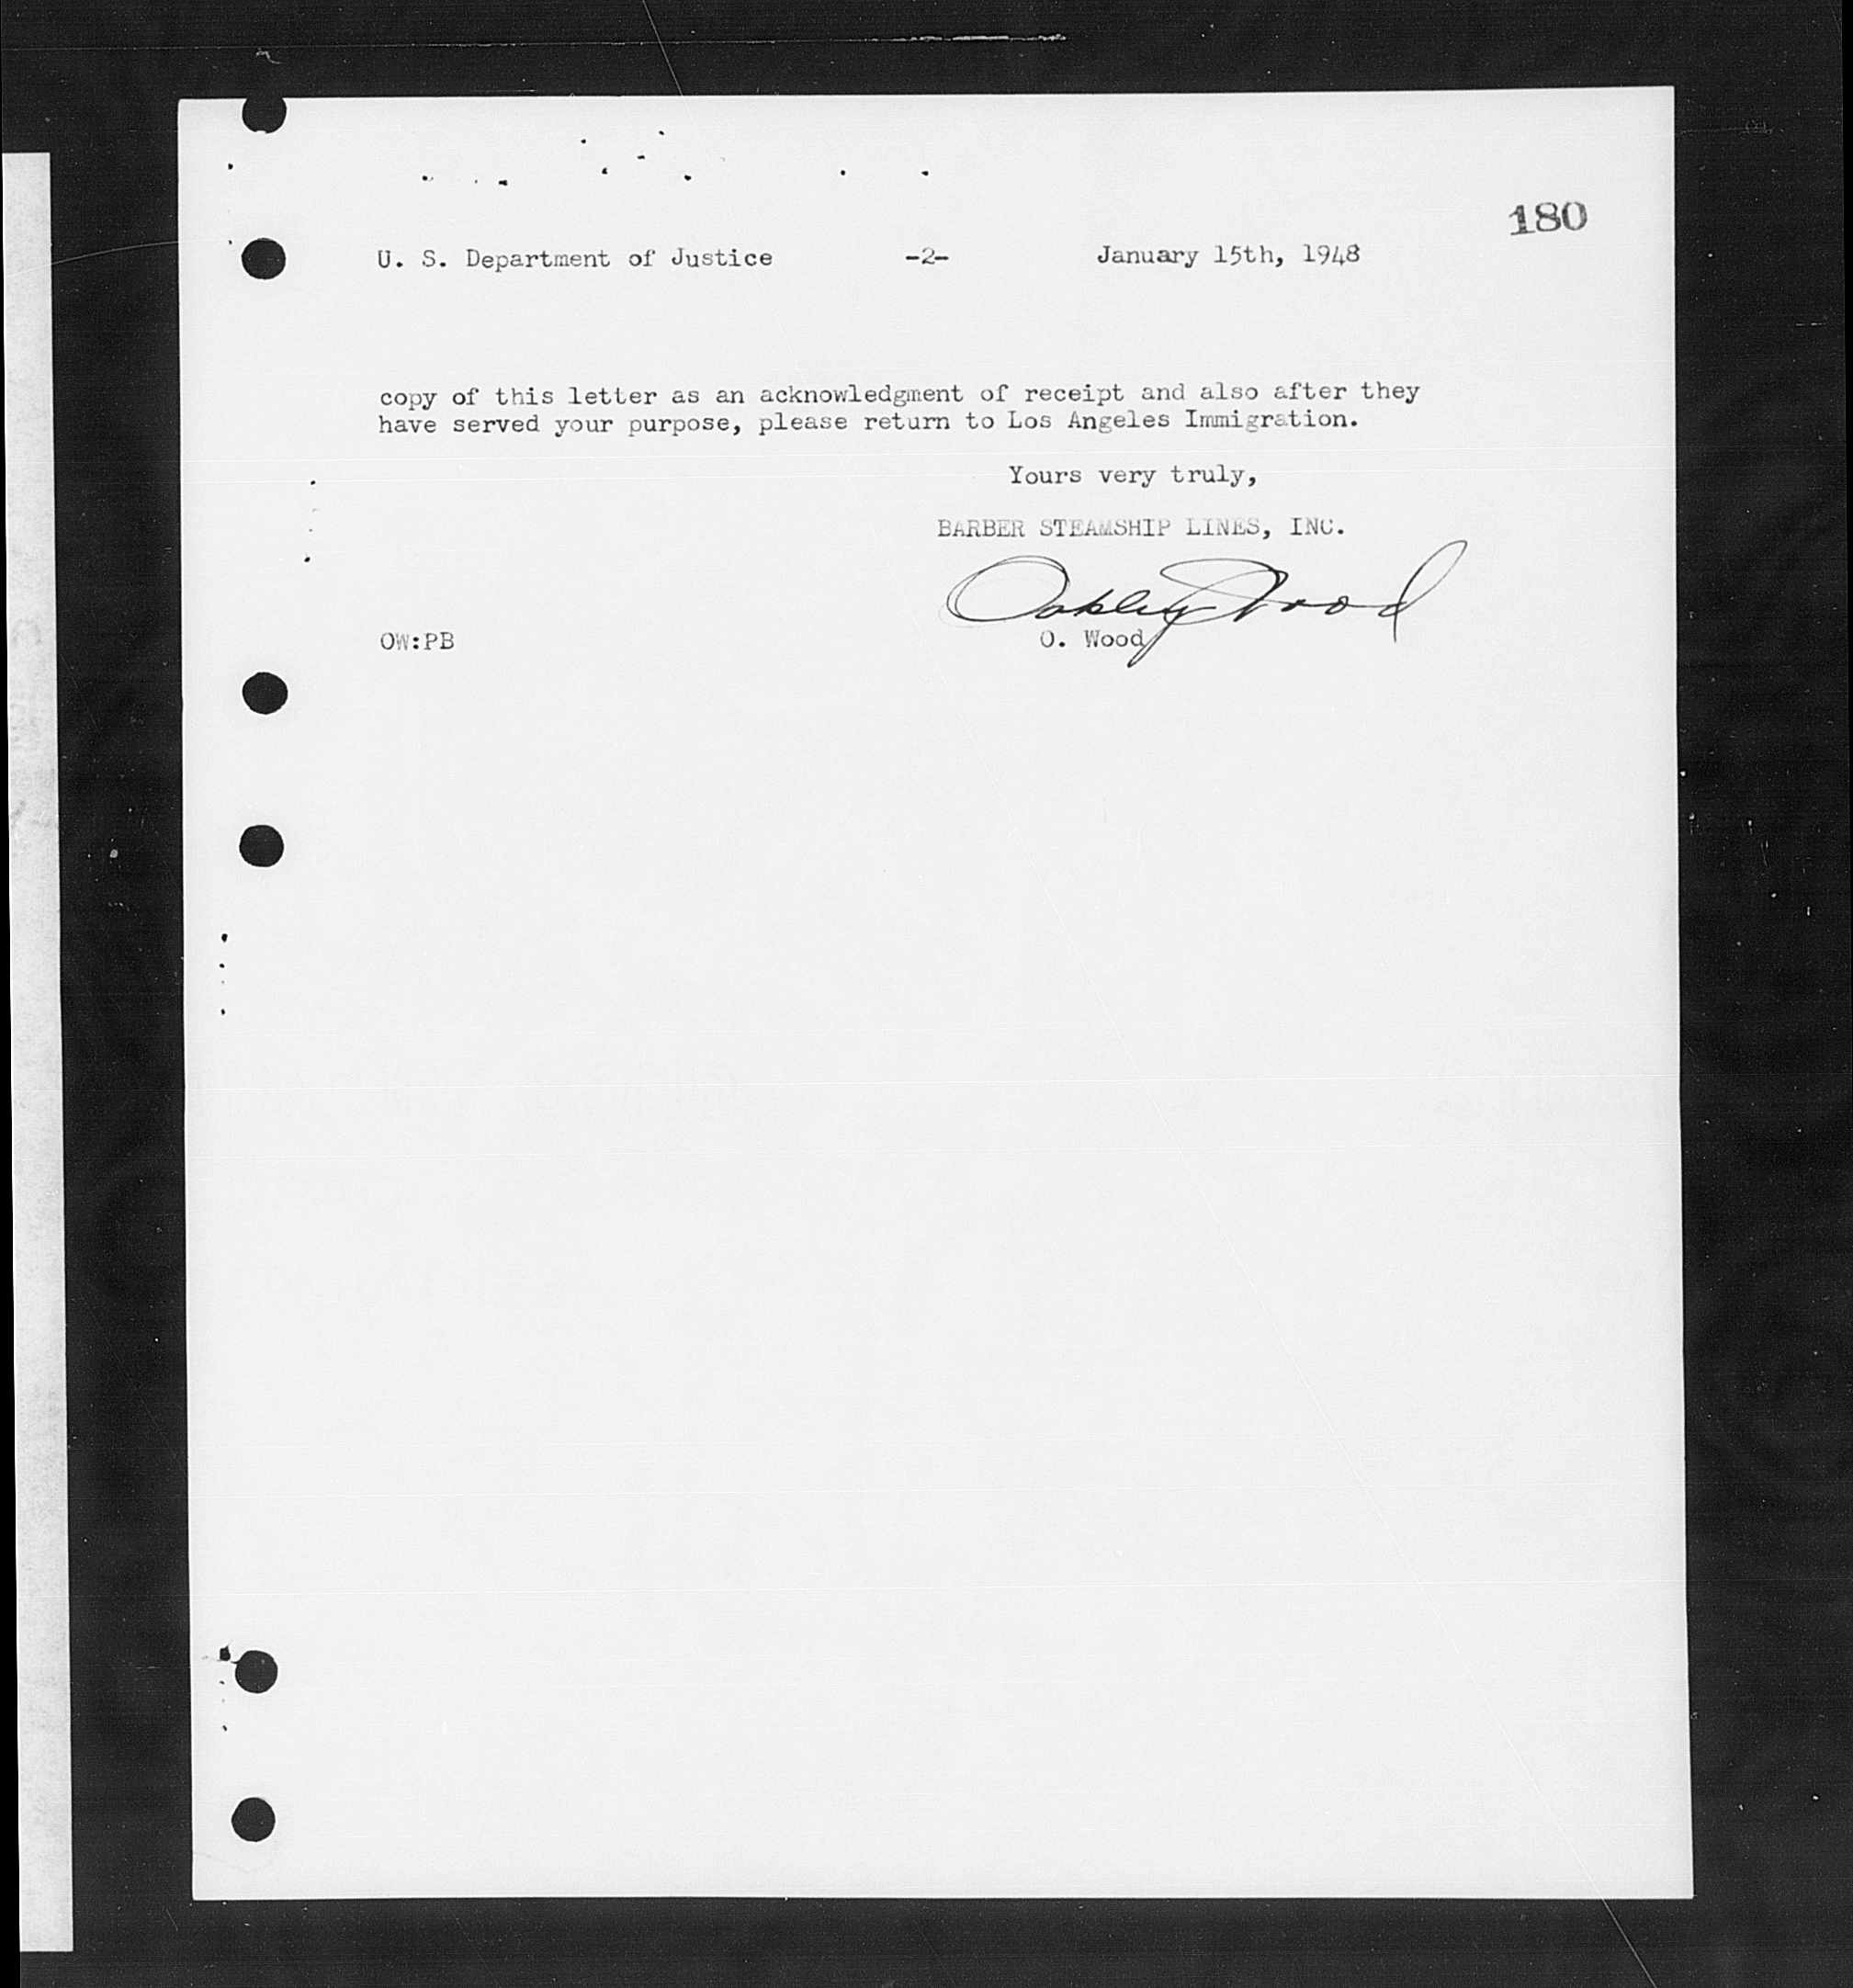 180
U. S. Department of Justice -2- January 15th, 1948
copy of this letter as an acknowledgment of receipt and also after they
have served your purpose, please return to Los Angeles Immigration.
Yours very truly,
BARBER STEAMSHIP LINES, INC.
Oakley Wood
OW:PB O. Wood